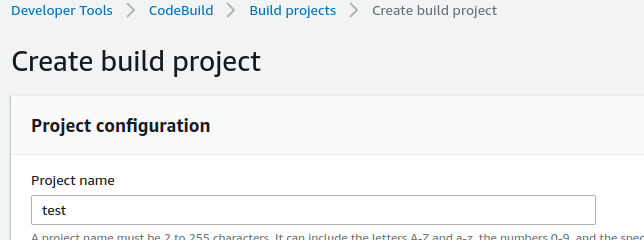 Developer Tools > CodeBuild > Build projects > Create build project
Create build project
Project configuration
Project name
test
A project name must be 2 to 255 characters. It can include the letters A-Z and a-z, the numbers 0-9, and the